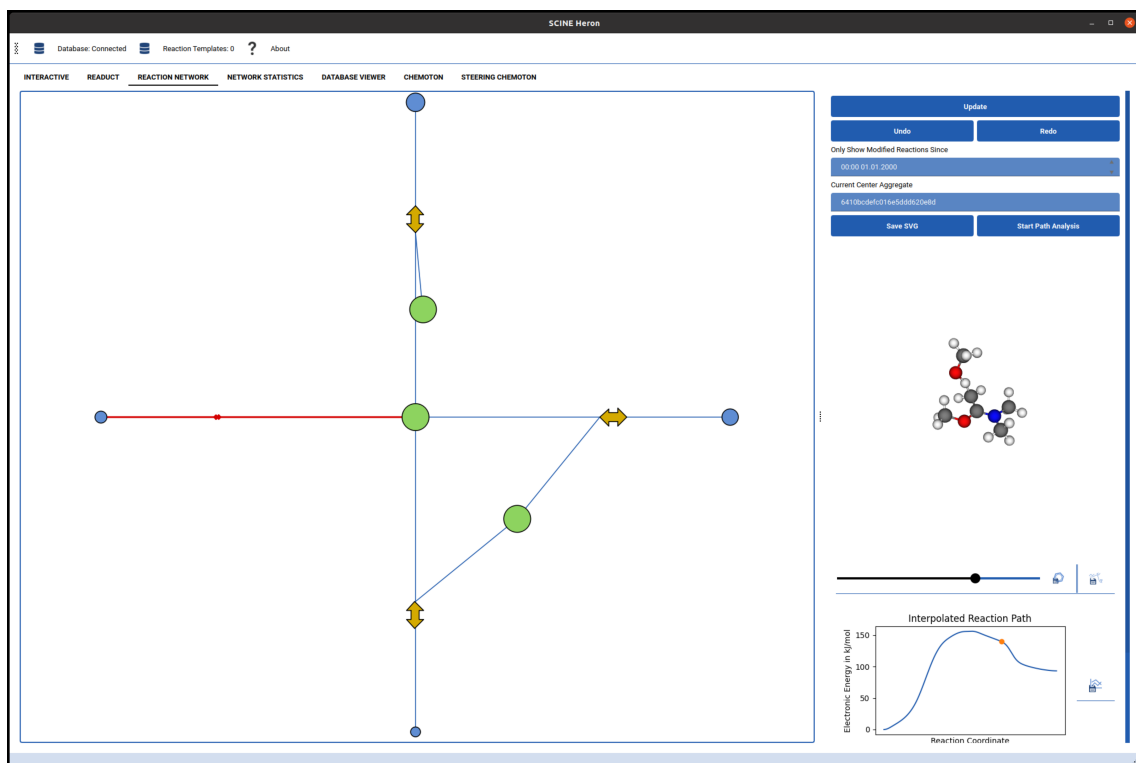 SCINE Heron
Database: Connected Reaction Templates: 0 ? About
INTERACTIVE READUCT REACTION NETWORK NETWORK STATISTICS DATABASE VIEWER CHEMOTON STEERING CHEMOTON
Update
Undo Redo
Only Show Modified Reactions Since
00:00 01.01.2000
Current Center Aggregate
6410bcdefc016e5ddd620e8d
Save SVG Start Path Analysis
Interpolated Reaction Path
Electronic Energy in kJ/mol
150
100
50
0
Reaction Coordinate